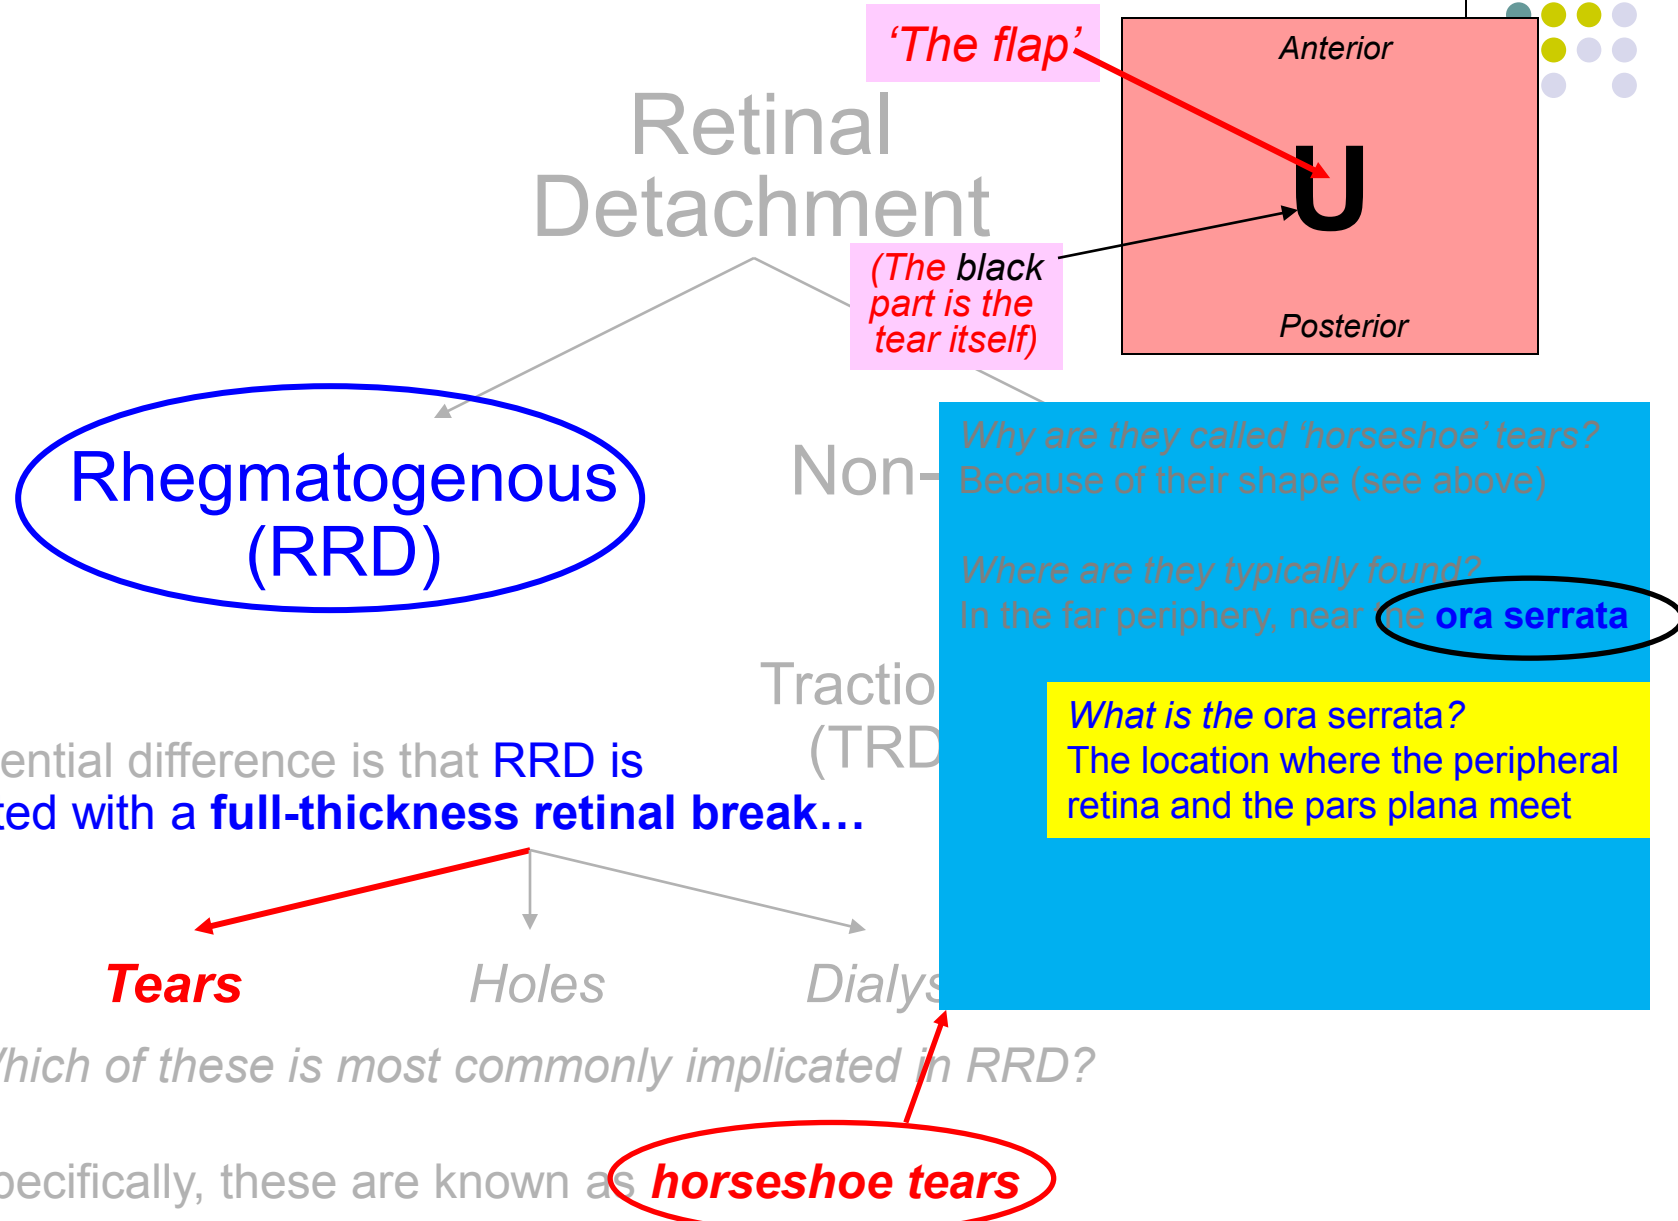 ‘The flap’
Anterior
U
Posterior
(The black
part is the
tear itself)
Retinal
Detachment
Rhegmatogenous
(RRD)
Non-
Why are they called ‘horseshoe’ tears?
Because of their shape (see above)
Where are they typically found?
In the far periphery, near the ora serrata
What is the ora serrata?
The location where the peripheral
retina and the pars plana meet
Tractio
(TRD
ential difference is that RRD is
ted with a full-thickness retinal break…
Tears
Holes
Dialys
Which of these is most commonly implicated in RRD?
pecifically, these are known as horseshoe tears